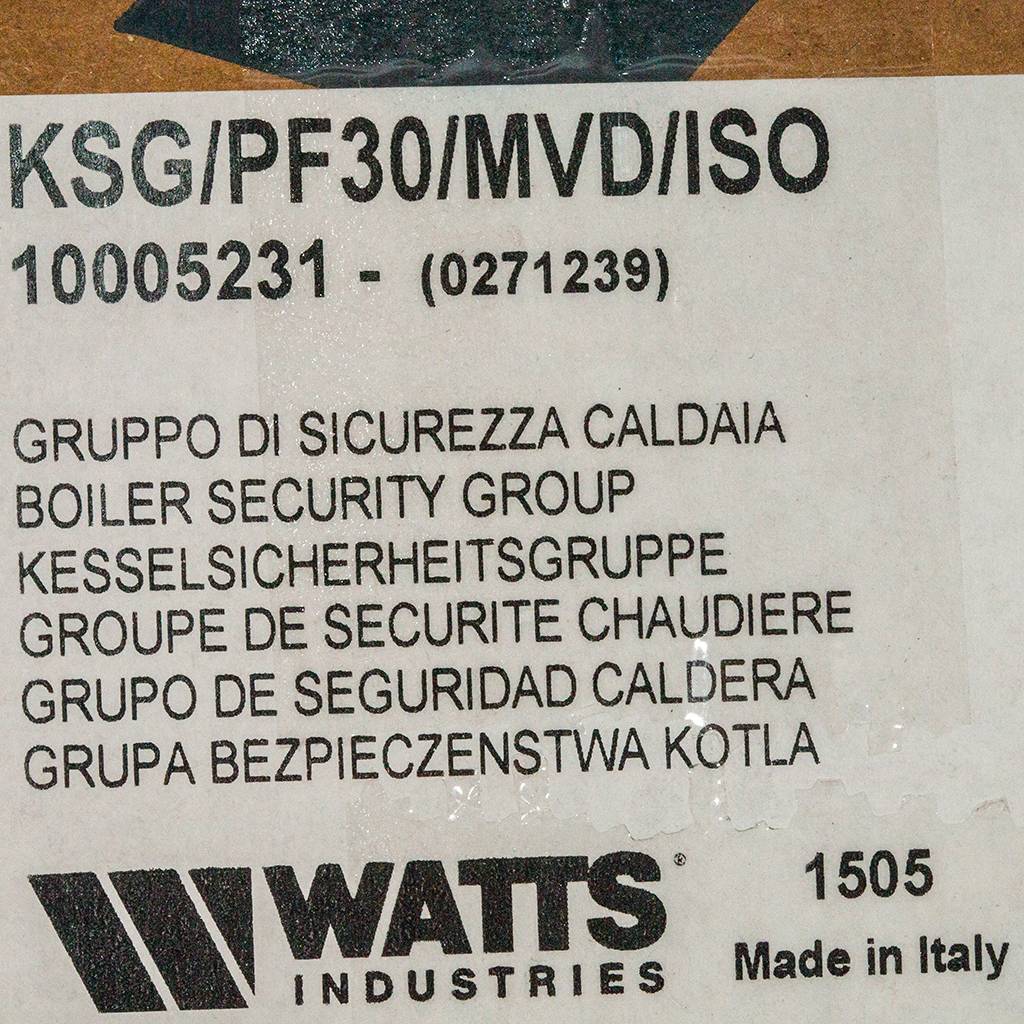 KSG/PF30/MVD/ISO
10005231 - (0271239)
GRUPPO DI SICUREZZA CALDAIA
BOILER SECURITY GROUP
KESSELSICHERHEITSGRUPPE
GROUPE DE SECURITE CHAUDIERE
GRUPO DE SEGURIDAD CALDERA
GRUPA BEZPIECZENSTWA KOTLA
WATTS®
INDUSTRIES
1505
Made in Italy